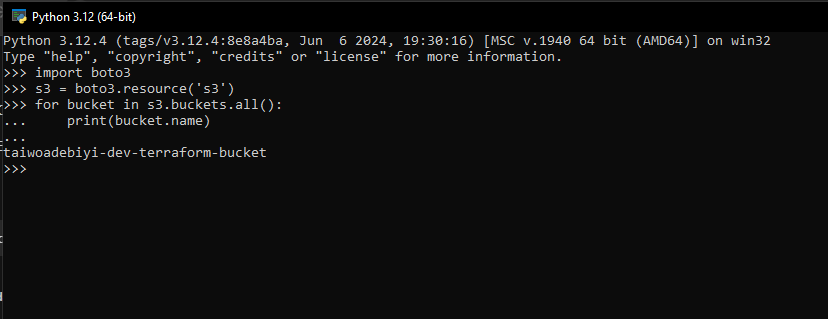 Python 3.12 (64-bit)
Python 3.12.4 (tags/v3.12.4:8e8a4ba, Jun  6 2024, 19:30:16) [MSC v.1940 64 bit (AMD64)] on win32
Type "help", "copyright", "credits" or "license" for more information.
>>> import boto3
>>> s3 = boto3.resource('s3')
>>> for bucket in s3.buckets.all():
...     print(bucket.name)
...
taiwoadebiyi-dev-terraform-bucket
>>>